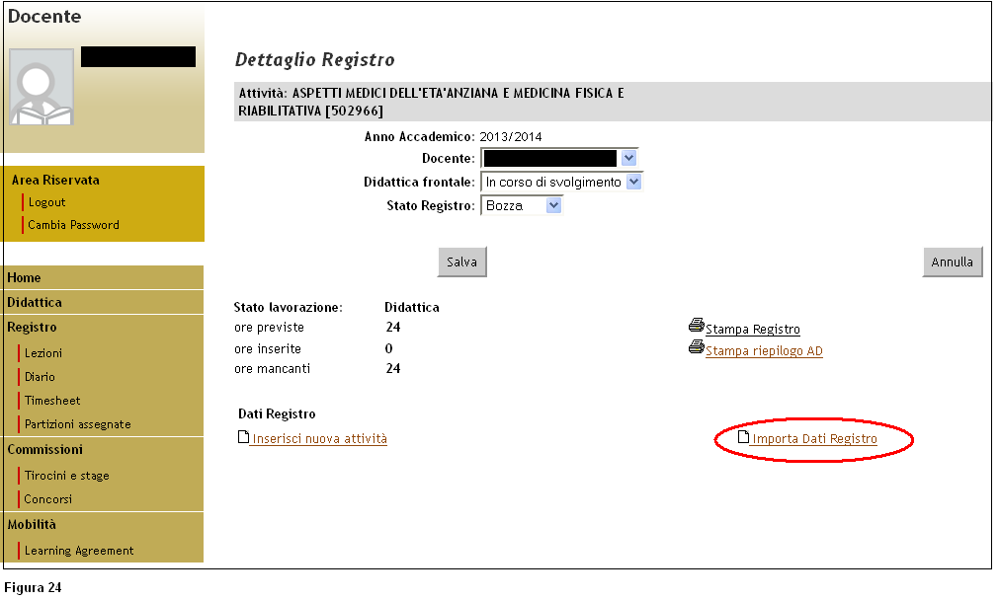 Docente
Area Riservata
Logout
Cambia Password
Home
Didattica
Registro
Lezioni
Diario
Timesheet
Partizioni assegnate
Commissioni
Tirocini e stage
Concorsi
Mobilità
Learning Agreement
Dettaglio Registro
Attività: ASPETTI MEDICI DELL'ETA'ANZIANA E MEDICINA FISICA E
RIABILITATIVA [502966]
Anno Accademico: 2013/2014
Docente:
Didattica frontale: In corso di svolgimento
Stato Registro: Bozza
Salva Annulla
Stato lavorazione: Didattica
ore previste 24
ore inserite 0
ore mancanti 24
Stampa Registro
Stampa riepilogo AD
Dati Registro
Inserisci nuova attività
Importa Dati Registro
Figura 24